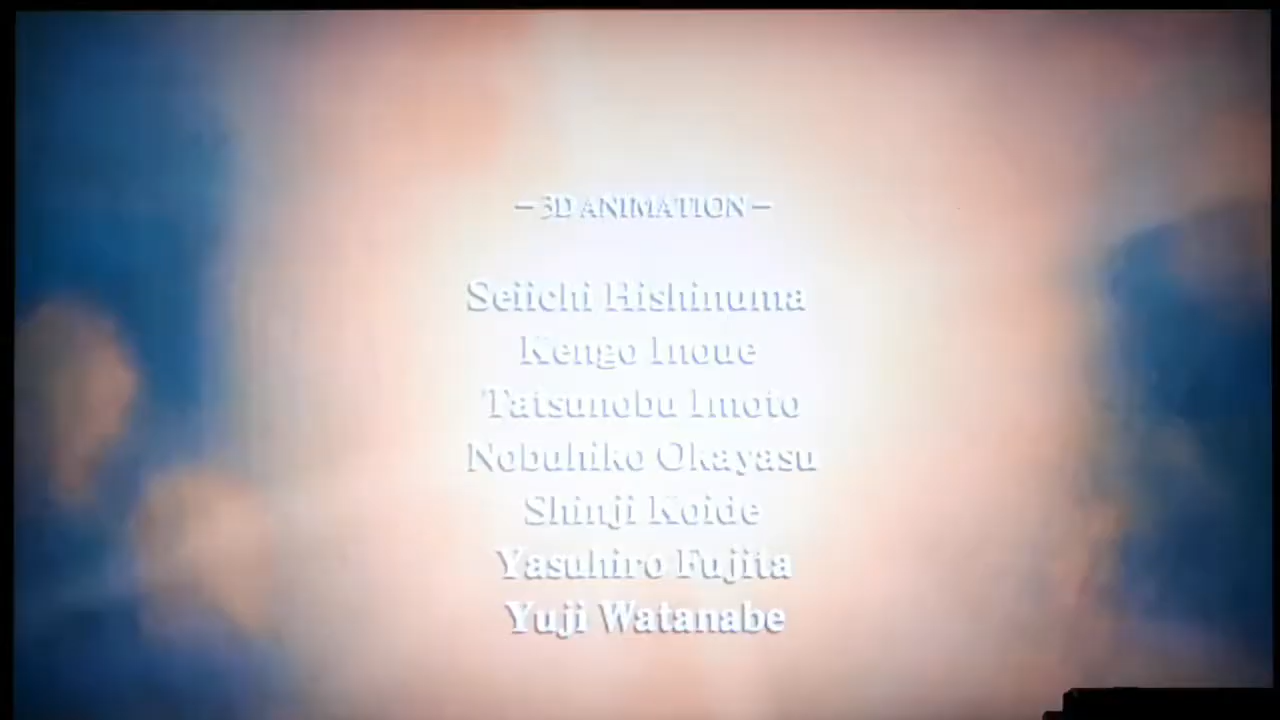 – 3D ANIMATION –
Seiichi Hishinuma
Kengo Inoue
Tatsunobu Imoto
Nobuhiko Okayasu
Shinji Koide
Yasuhiro Fujita
Yuji Watanabe